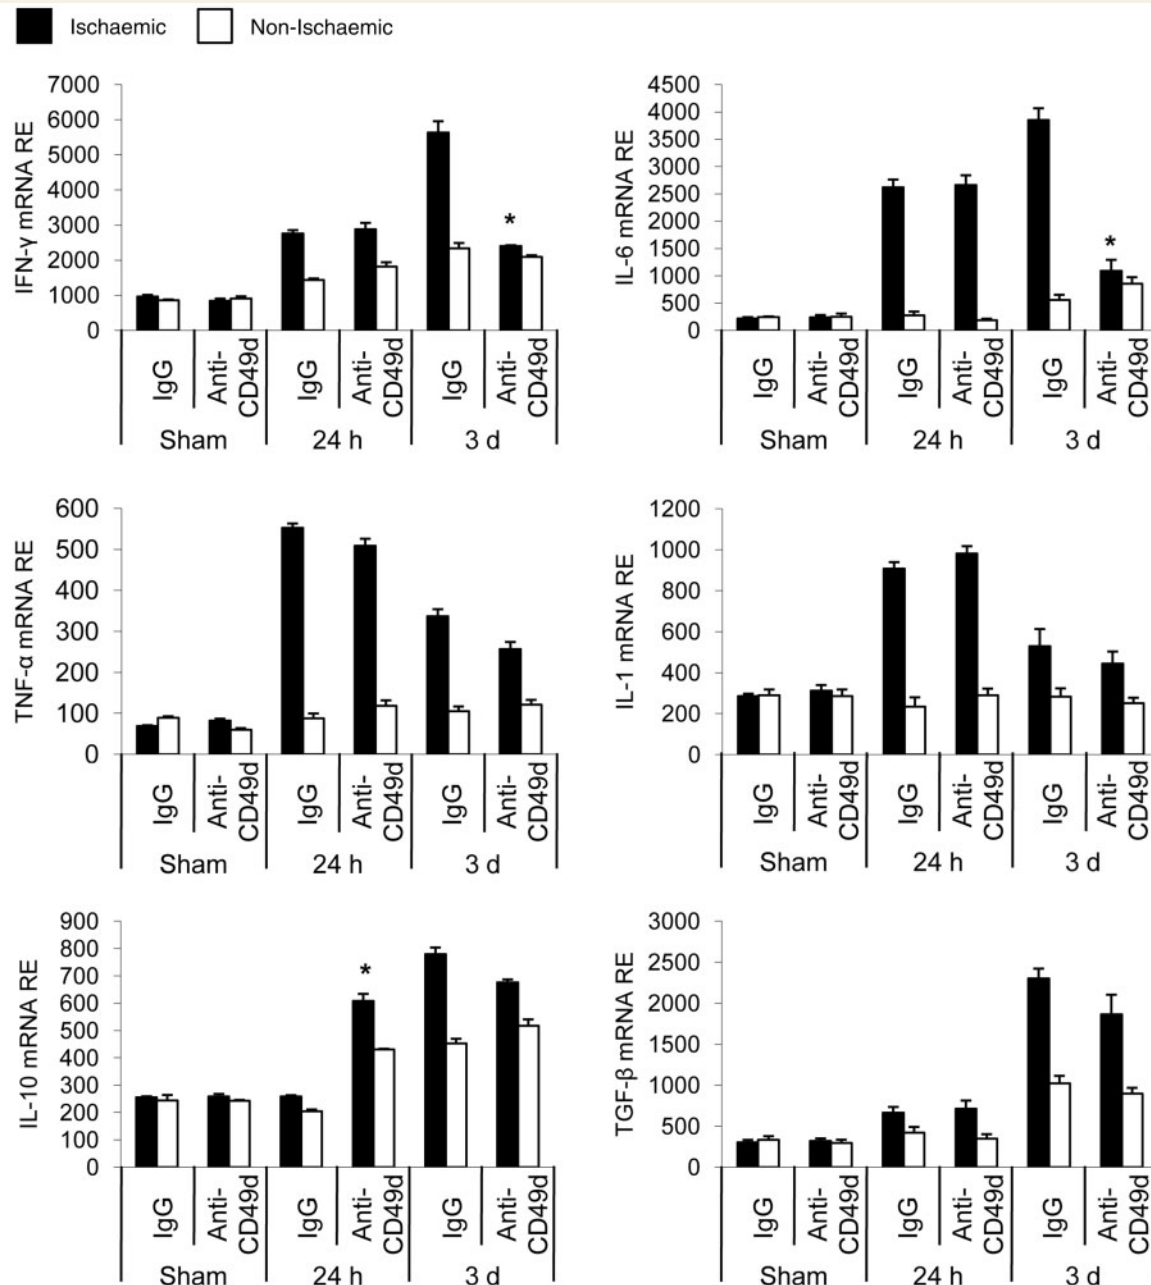 Ischaemic Non-Ischaemic
IFN-γ mRNA RE
7000
6000
5000
4000
3000
2000
1000
0
*
IgG Anti-CD49d IgG Anti-CD49d IgG Anti-CD49d
Sham 24 h 3 d
IL-6 mRNA RE
4500
4000
3500
3000
2500
2000
1500
1000
500
0
*
IgG Anti-CD49d IgG Anti-CD49d IgG Anti-CD49d
Sham 24 h 3 d
TNF-α mRNA RE
600
500
400
300
200
100
0
IgG Anti-CD49d IgG Anti-CD49d IgG Anti-CD49d
Sham 24 h 3 d
IL-1 mRNA RE
1200
1000
800
600
400
200
0
IgG Anti-CD49d IgG Anti-CD49d IgG Anti-CD49d
Sham 24 h 3 d
IL-10 mRNA RE
900
800
700
600
500
400
300
200
100
0
*
IgG Anti-CD49d IgG Anti-CD49d IgG Anti-CD49d
Sham 24 h 3 d
TGF-β mRNA RE
3000
2500
2000
1500
1000
500
0
IgG Anti-CD49d IgG Anti-CD49d IgG Anti-CD49d
Sham 24 h 3 d